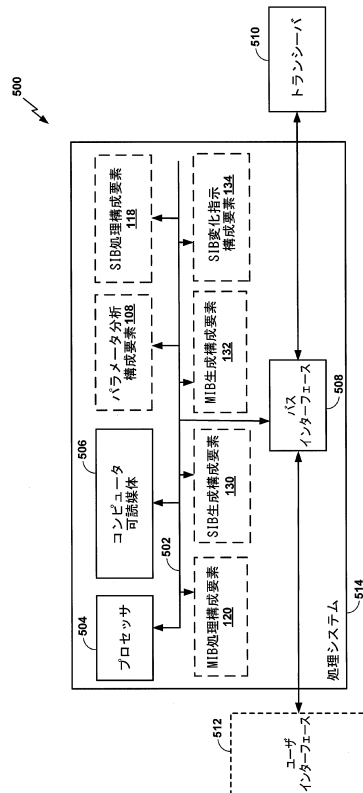 500
504
プロセッサ
506
コンピュータ
可読媒体
パラメータ分析
構成要素108
SIB処理構成要素
118
502
MIB処理構成要素
120
SIB生成構成要素
130
MIB生成構成要素
132
SIB変化指示
構成要素134
バス
インターフェース
508
処理システム
514
512
ユーザ
インターフェース
510
トランシーバ